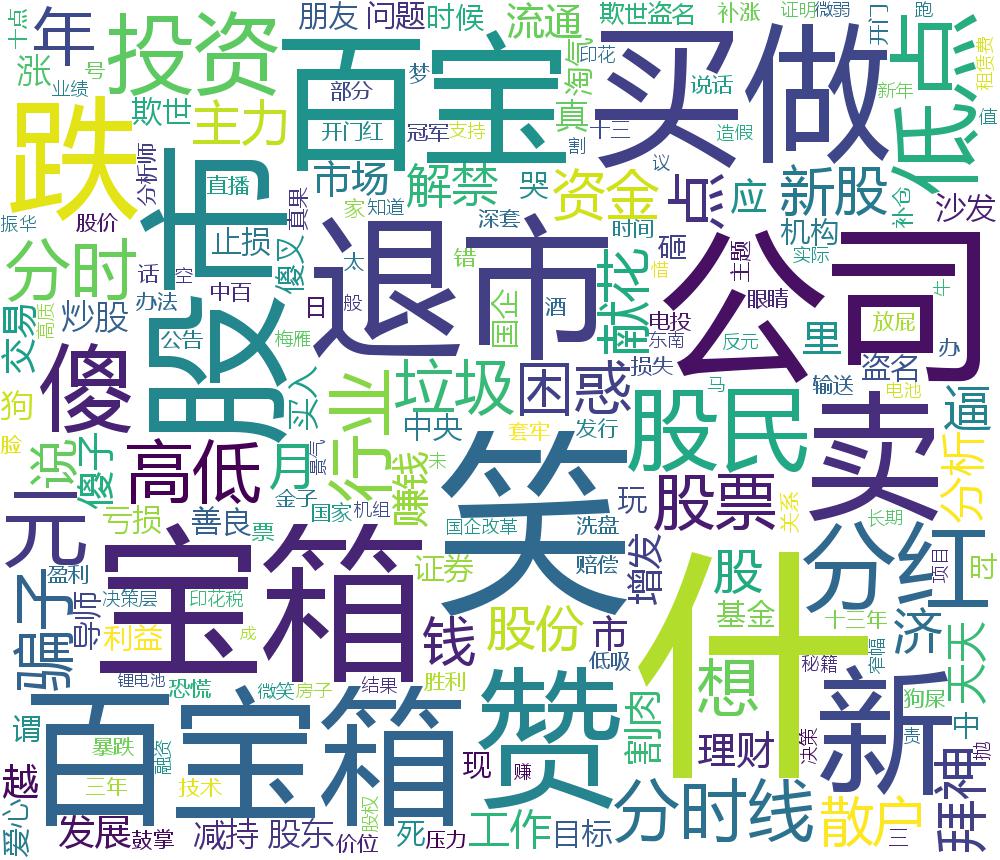 十点
年
投资
朋友
问题
时候
流通
欺世盗名
补涨
证明
微弱
开门
跑
涨
号
业绩
百宝
梦
部分
淘气
印花
买做
说话
低点
租赁费
新年
值
跌
欺世
主力
开门红
冠军
支持
真
十三
割
造假
议
股市
分析师
直播
市场
解禁
哭
资金
点
应
新股
补仓
沙发
振华
股价
真果
家
知道
深套
时间
砸
主题
机构
实际
分时
止损
傻叉
太
错
退市
献花
惜
公司
牛
话
空
办法
中百
日
般
国企
酒
电投
眼睛
放屁
交易
高质
炒股
公告
梅雁
东南
反元
里
盗名
办
傻
买入
行业
垃圾
困惑
损失
马
输送
电池
逼
狗
脸
说
傻子
高低
月
景气
中央
套牢
发行
股民
卖
分析
金子
赚钱
未
笑
玩
股票
关系
长期
元
亏损
善良
票
国家
机组
国企改革
洗盘
赔偿
增发
什
分红
项目
时
骗子
盈利
导师
决策层
印花税
宝箱
证券
股份
市
股
基金
十三年
济
天天
利益
成
钱
低吸
想
秘籍
窄幅
锂电池
恐慌
微笑
房子
结果
胜利
赞
割肉
理财
决策
新
狗屎
责
中
抛
谓
百宝箱
暴跌
融资
三年
技术
股权
现
赚
越
爱心
发展
鼓掌
减持
股东
价位
死
压力
工作
目标
分时线
散户
三
拜神